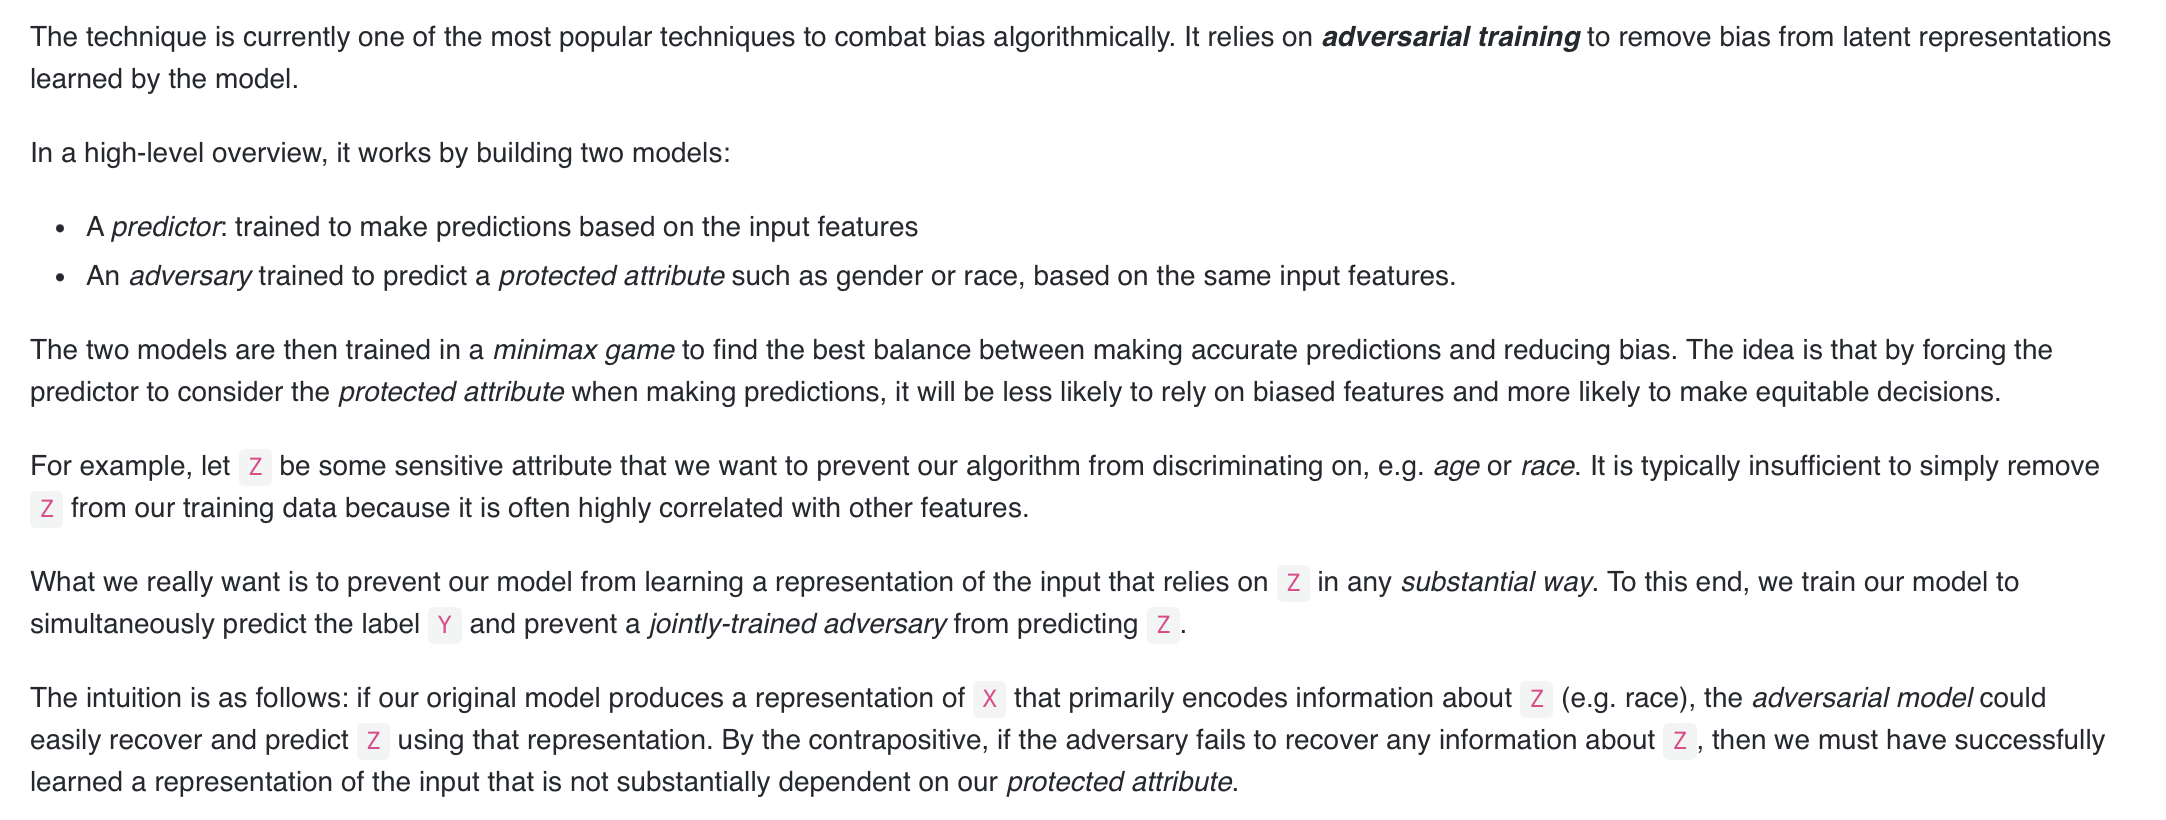 The technique is currently one of the most popular techniques to combat bias algorithmically. It relies on adversarial training to remove bias from latent representations
learned by the model.
In a high-level overview, it works by building two models:
• A predictor: trained to make predictions based on the input features
• An adversary trained to predict a protected attribute such as gender or race, based on the same input features.
The two models are then trained in a minimax game to find the best balance between making accurate predictions and reducing bias. The idea is that by forcing the
predictor to consider the protected attribute when making predictions, it will be less likely to rely on biased features and more likely to make equitable decisions.
For example, let Z be some sensitive attribute that we want to prevent our algorithm from discriminating on, e.g. age or race. It is typically insufficient to simply remove
Z from our training data because it is often highly correlated with other features.
What we really want is to prevent our model from learning a representation of the input that relies on Z in any substantial way. To this end, we train our model to
simultaneously predict the label Y and prevent a jointly-trained adversary from predicting Z.
The intuition is as follows: if our original model produces a representation of X that primarily encodes information about Z (e.g. race), the adversarial model could
easily recover and predict Z using that representation. By the contrapositive, if the adversary fails to recover any information about Z, then we must have successfully
learned a representation of the input that is not substantially dependent on our protected attribute.